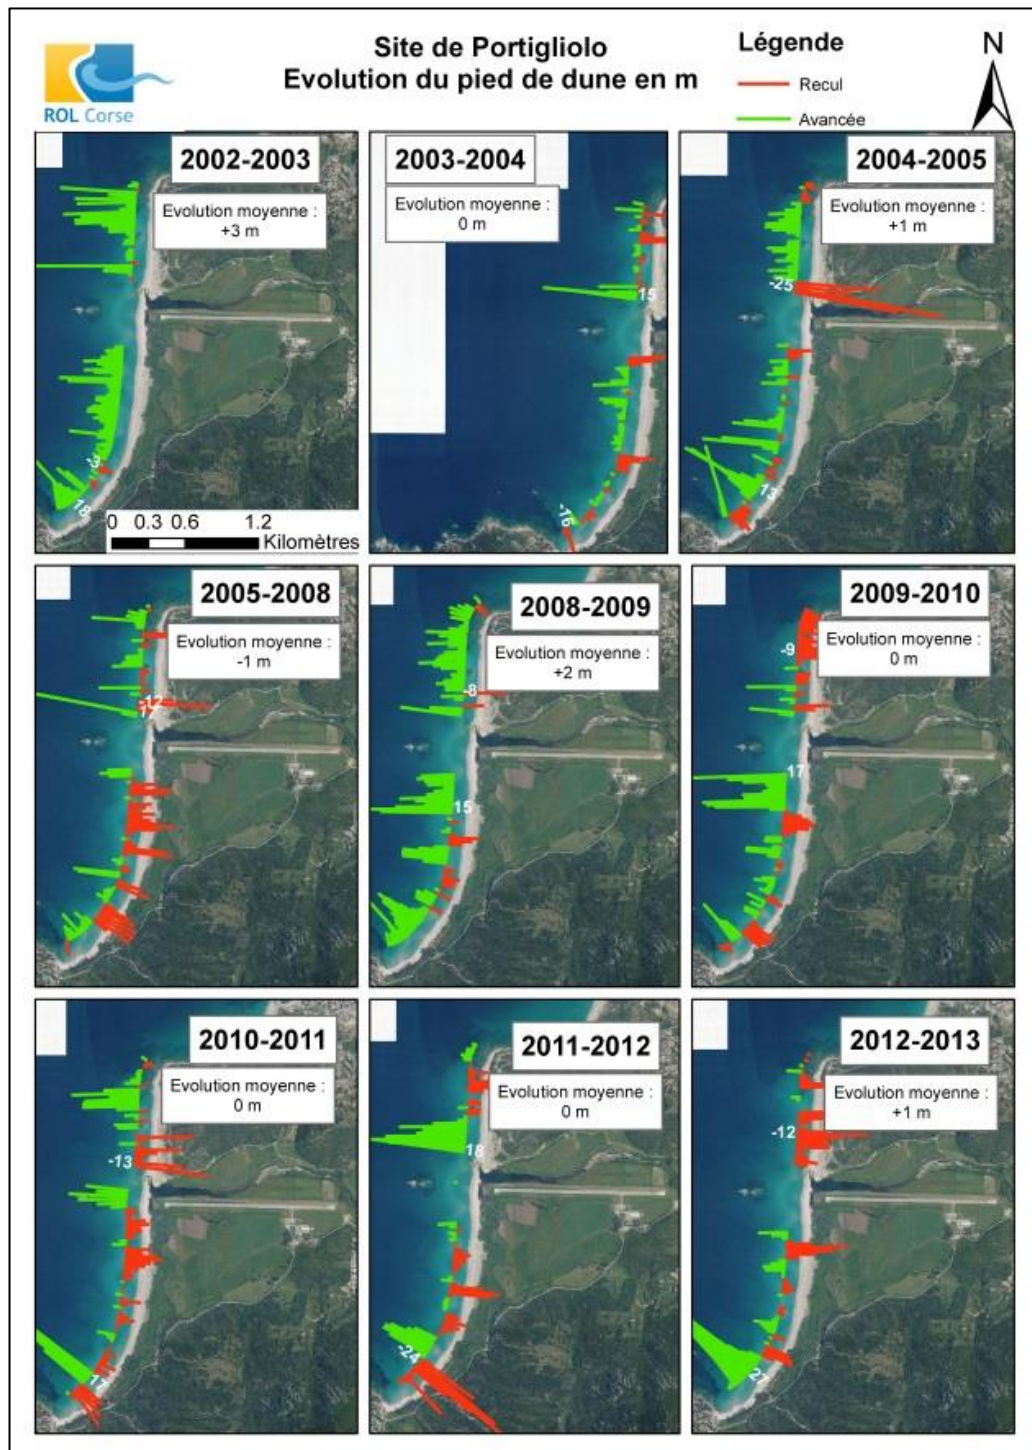 Site de Portigliolo
Evolution du pied de dune en m
Légende
Recul
Avancée
N
ROL Corse
2002-2003
Evolution moyenne :
+3 m
-3
18
0 0.3 0.6 1.2
Kilomètres
2003-2004
Evolution moyenne :
0 m
15
-16
2004-2005
Evolution moyenne :
+1 m
-25
13
2005-2008
Evolution moyenne :
-1 m
-12
17
2008-2009
Evolution moyenne :
+2 m
-8
15
2009-2010
Evolution moyenne :
0 m
-9
17
2010-2011
Evolution moyenne :
0 m
-13
17
2011-2012
Evolution moyenne :
0 m
18
-24
2012-2013
Evolution moyenne :
+1 m
-12
27